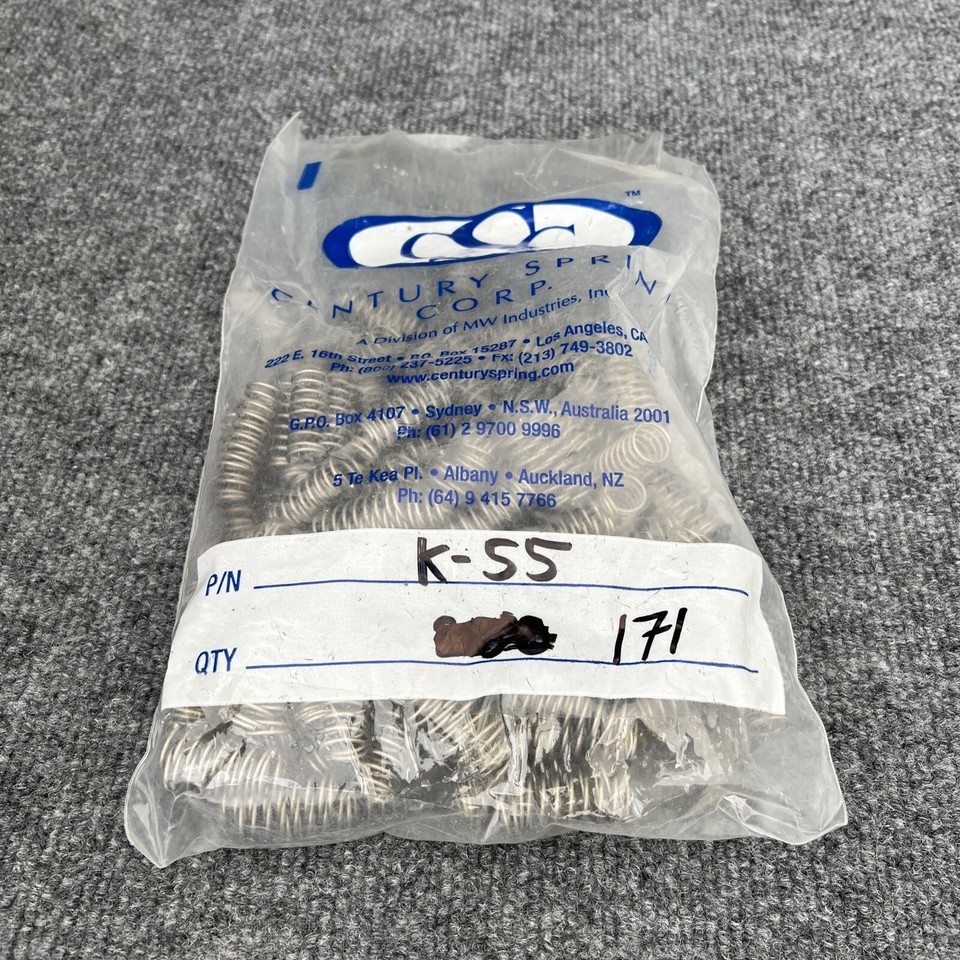 CSC™
CENTURY SPRING
CORP.
A Division of MW Industries, Inc.
222 E. 16th Street • P.O. Box 15287 • Los Angeles, CA
Ph: (800) 237-5225 • Fx: (213) 749-3802
www.centuryspring.com
G.P.O. Box 4107 • Sydney • N.S.W., Australia 2001
Ph: (61) 2 9700 9996
5 Te Kea Pl. • Albany • Auckland, NZ
Ph: (64) 9 415 7766
P/N K-55
QTY 171